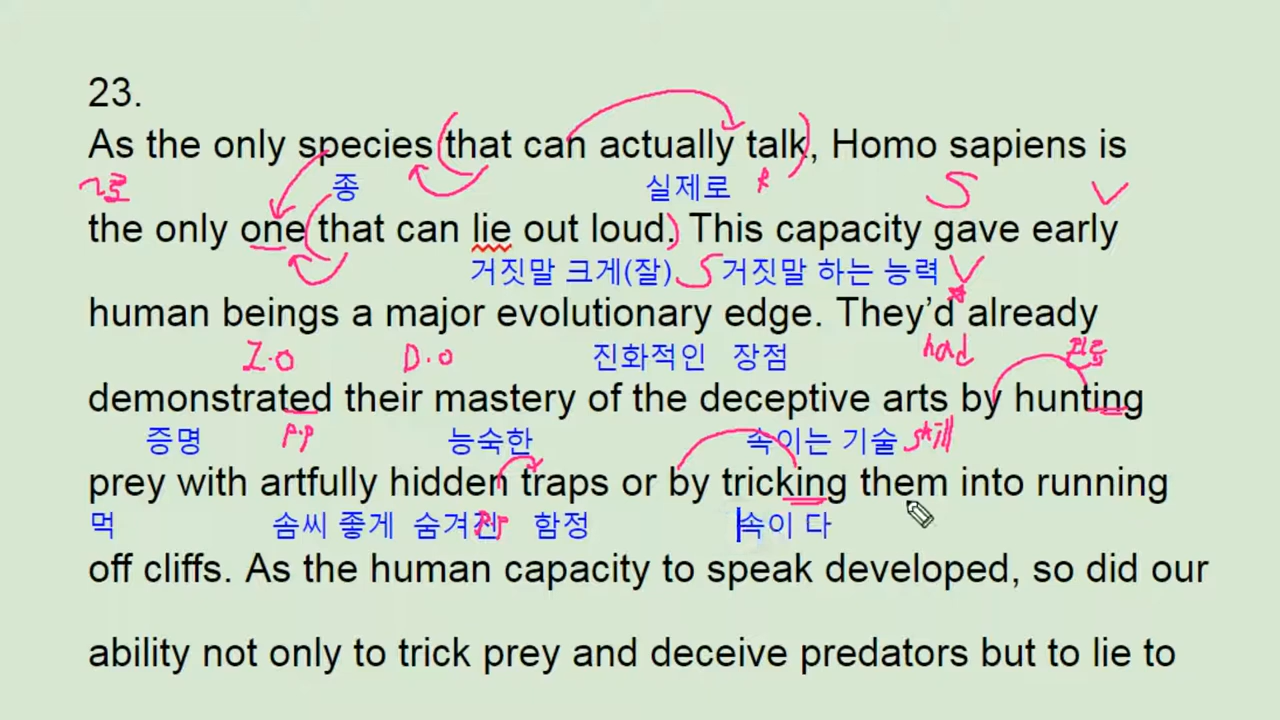 23.
As the only species (that can actually talk), Homo sapiens is
~로 종 실제로 S V
the only one (that can lie out loud.) This capacity gave early
거짓말 크게(잘) S 거짓말 하는 능력 V
human beings a major evolutionary edge. They'd already
I.O D.O 진화적인 장점 had
demonstrated their mastery of the deceptive arts by hunting
증명 p.p 능숙한 속이는 기술 skill
prey with artfully hidden traps or by tricking them into running
먹 솜씨 좋게 숨겨진 함정 속이 다
off cliffs. As the human capacity to speak developed, so did our
ability not only to trick prey and deceive predators but to lie to